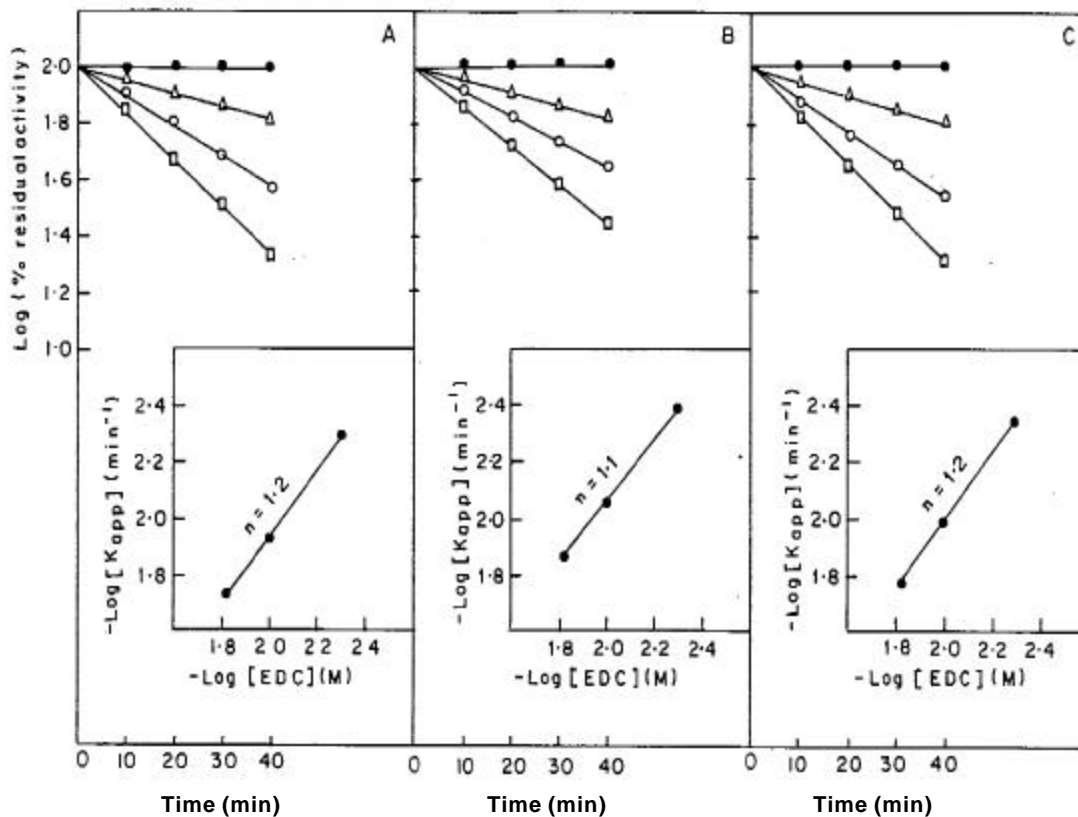 A
B
C
Log (% residual activity)
2·0
1·8
1·6
1·4
1·2
1·0
-Log [Kapp] (min⁻¹)
2·4
2·2
2·0
1·8
n = 1·2
1·8 2·0 2·2 2·4
-Log [EDC] (M)
-Log [Kapp] (min⁻¹)
2·4
2·2
2·0
1·8
n = 1·1
1·8 2·0 2·2 2·4
-Log [EDC] (M)
-Log [Kapp] (min⁻¹)
2·4
2·2
2·0
1·8
n = 1·2
1·8 2·0 2·2 2·4
-Log [EDC] (M)
0 10 20 30 40
0 10 20 30 40
0 10 20 30 40
Time (min)
Time (min)
Time (min)